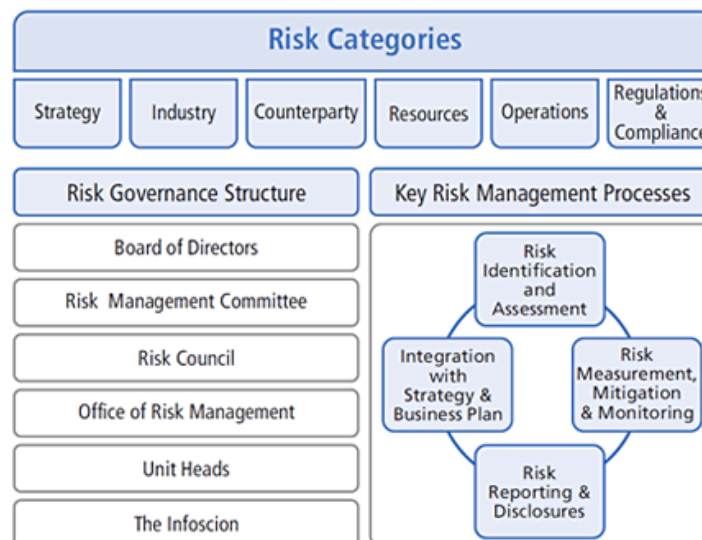 Risk Categories
Strategy
Industry
Counterparty
Resources
Operations
Regulations
&
Compliance
Risk Governance Structure
Board of Directors
Risk Management Committee
Risk Council
Office of Risk Management
Unit Heads
The Infoscion
Key Risk Management Processes
Risk
Identification
and
Assessment
Integration
with
Strategy &
Business Plan
Risk
Measurement,
Mitigation
& Monitoring
Risk
Reporting &
Disclosures